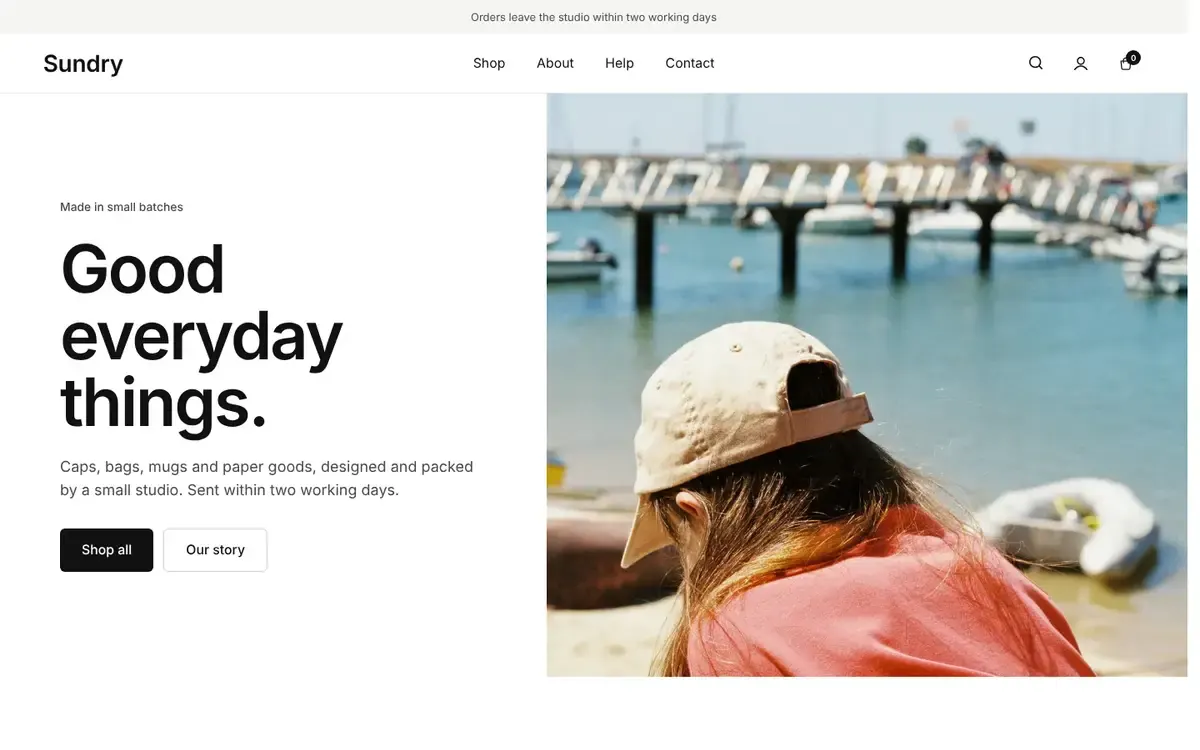 Orders leave the studio within two working days
Sundry
Shop
About
Help
Contact
0
Made in small batches
Good
everyday
things.
Caps, bags, mugs and paper goods, designed and packed
by a small studio. Sent within two working days.
Shop all
Our story